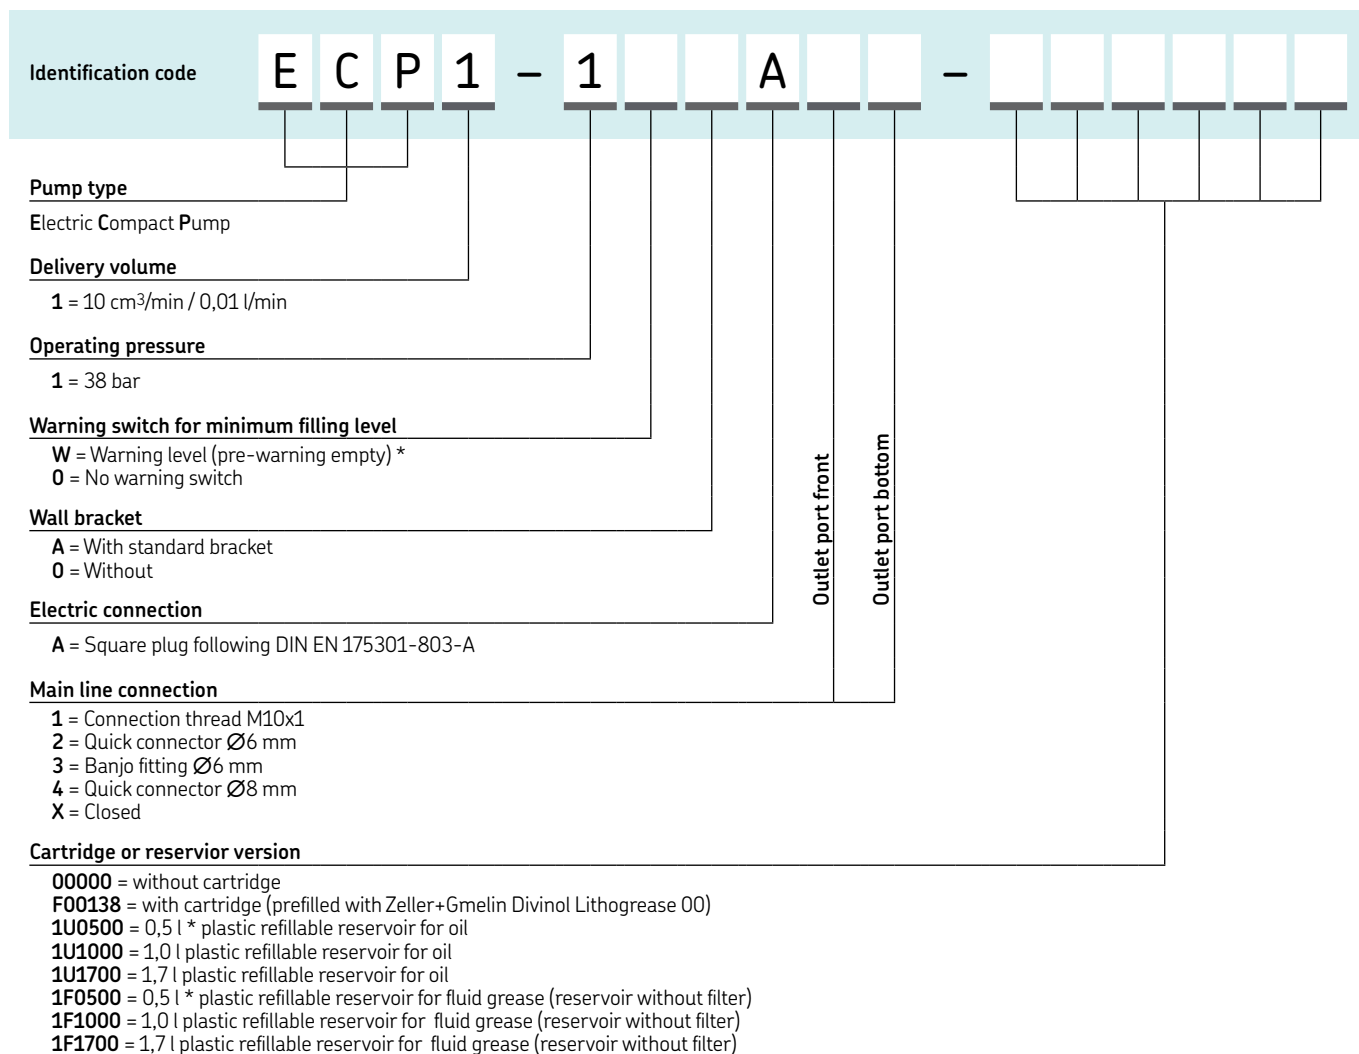 Identification code E C P 1 – 1 A –
Pump type
Electric Compact Pump
Delivery volume
1 = 10 cm³/min / 0,01 l/min
Operating pressure
1 = 38 bar
Warning switch for minimum filling level
W = Warning level (pre-warning empty) *
0 = No warning switch
Wall bracket
A = With standard bracket
0 = Without
Outlet port front
Outlet port bottom
Electric connection
A = Square plug following DIN EN 175301-803-A
Main line connection
1 = Connection thread M10x1
2 = Quick connector Ø6 mm
3 = Banjo fitting Ø6 mm
4 = Quick connector Ø8 mm
X = Closed
Cartridge or reservior version
00000 = without cartridge
F00138 = with cartridge (prefilled with Zeller+Gmelin Divinol Lithogrease 00)
1U0500 = 0,5 l * plastic refillable reservoir for oil
1U1000 = 1,0 l plastic refillable reservoir for oil
1U1700 = 1,7 l plastic refillable reservoir for oil
1F0500 = 0,5 l * plastic refillable reservoir for fluid grease (reservoir without filter)
1F1000 = 1,0 l plastic refillable reservoir for fluid grease (reservoir without filter)
1F1700 = 1,7 l plastic refillable reservoir for fluid grease (reservoir without filter)